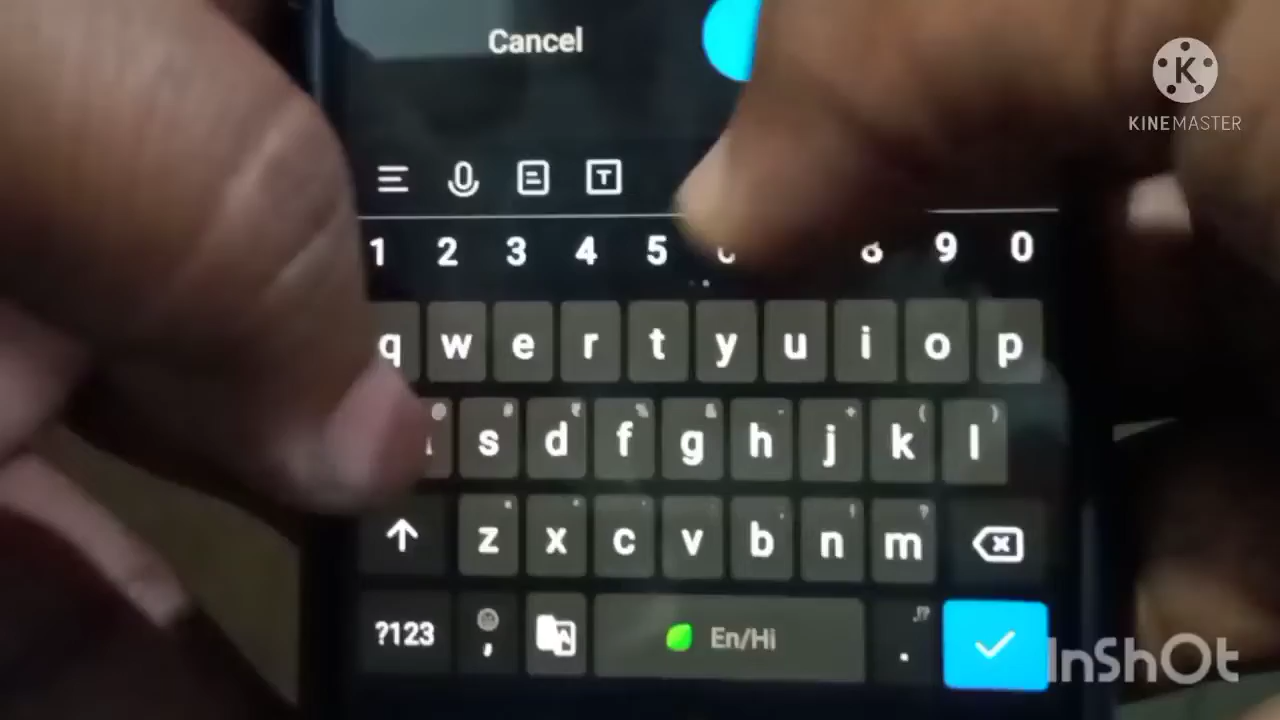 Cancel
K
KINEMASTER
T
1 2 3 4 5 8 9 0
q w e r t y u i o p
@ # ₹ % & - + ( )
s d f g h j k l
z x c v b n m
?123 , En/Hi . !?
InShOt